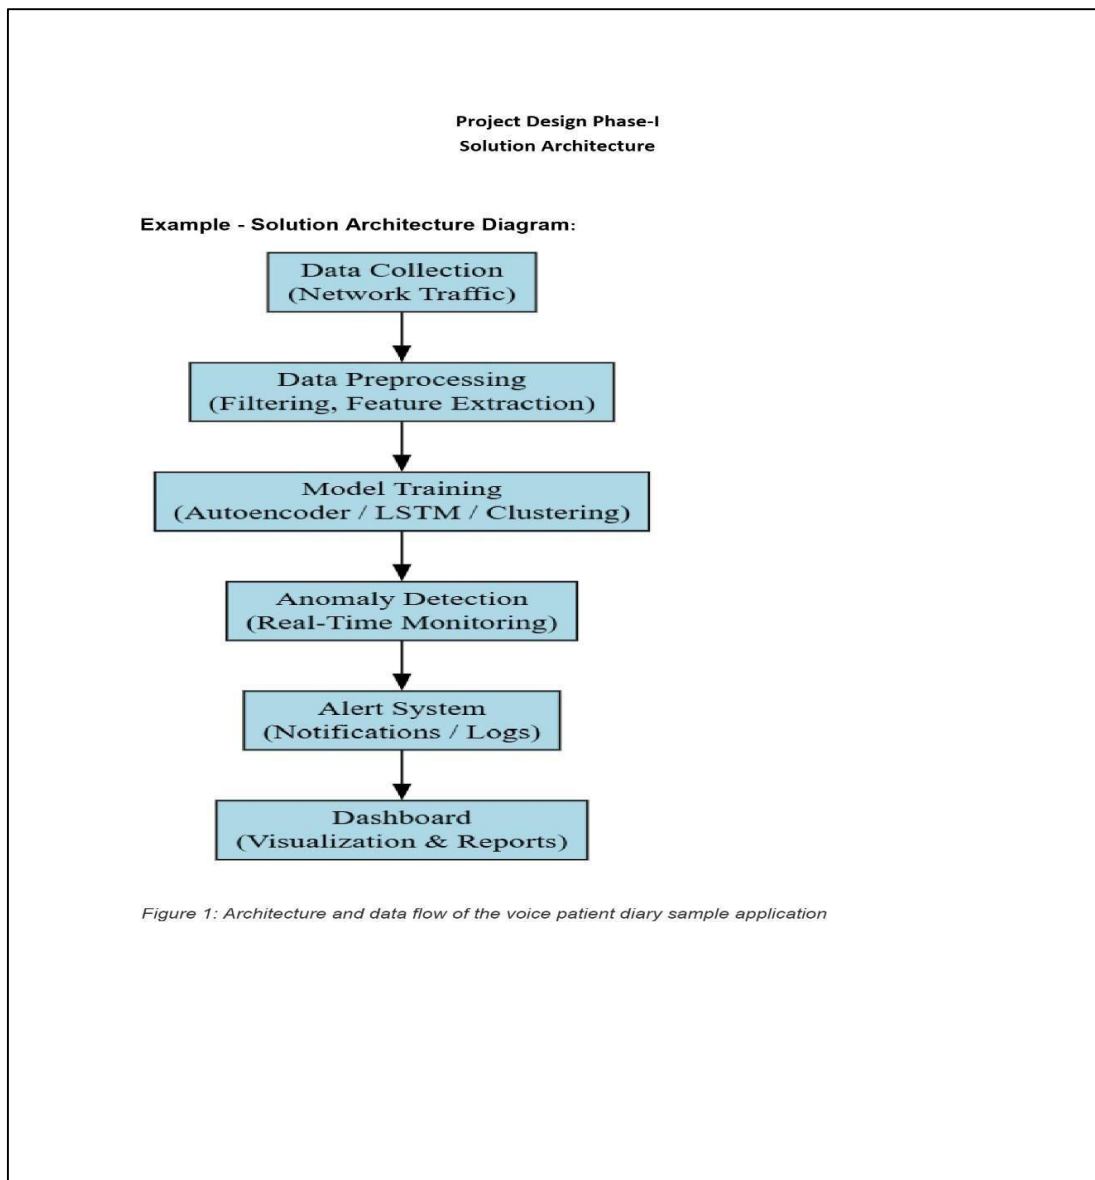 Project Design Phase-I
Solution Architecture
Example - Solution Architecture Diagram:
Data Collection
(Network Traffic)
Data Preprocessing
(Filtering, Feature Extraction)
Model Training
(Autoencoder / LSTM / Clustering)
Anomaly Detection
(Real-Time Monitoring)
Alert System
(Notifications / Logs)
Dashboard
(Visualization & Reports)
Figure 1: Architecture and data flow of the voice patient diary sample application